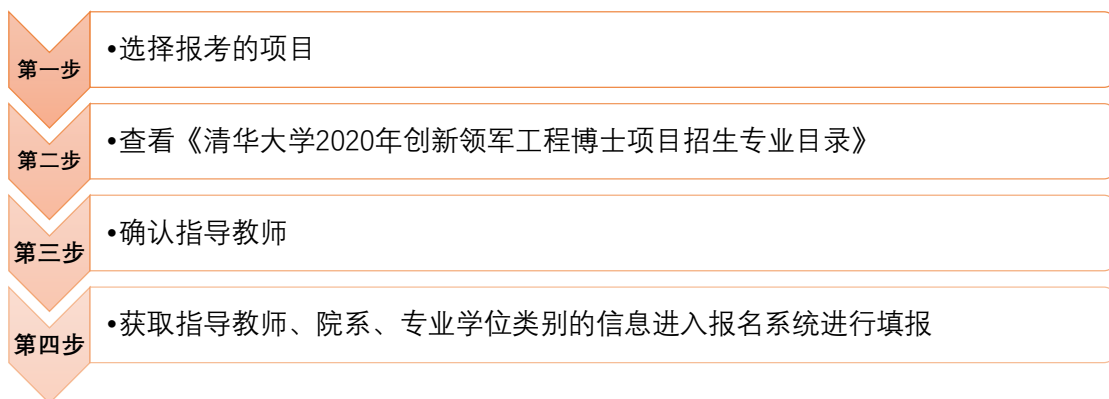 第一步
•选择报考的项目
第二步
•查看《清华大学2020年创新领军工程博士项目招生专业目录》
第三步
•确认指导教师
第四步
•获取指导教师、院系、专业学位类别的信息进入报名系统进行填报